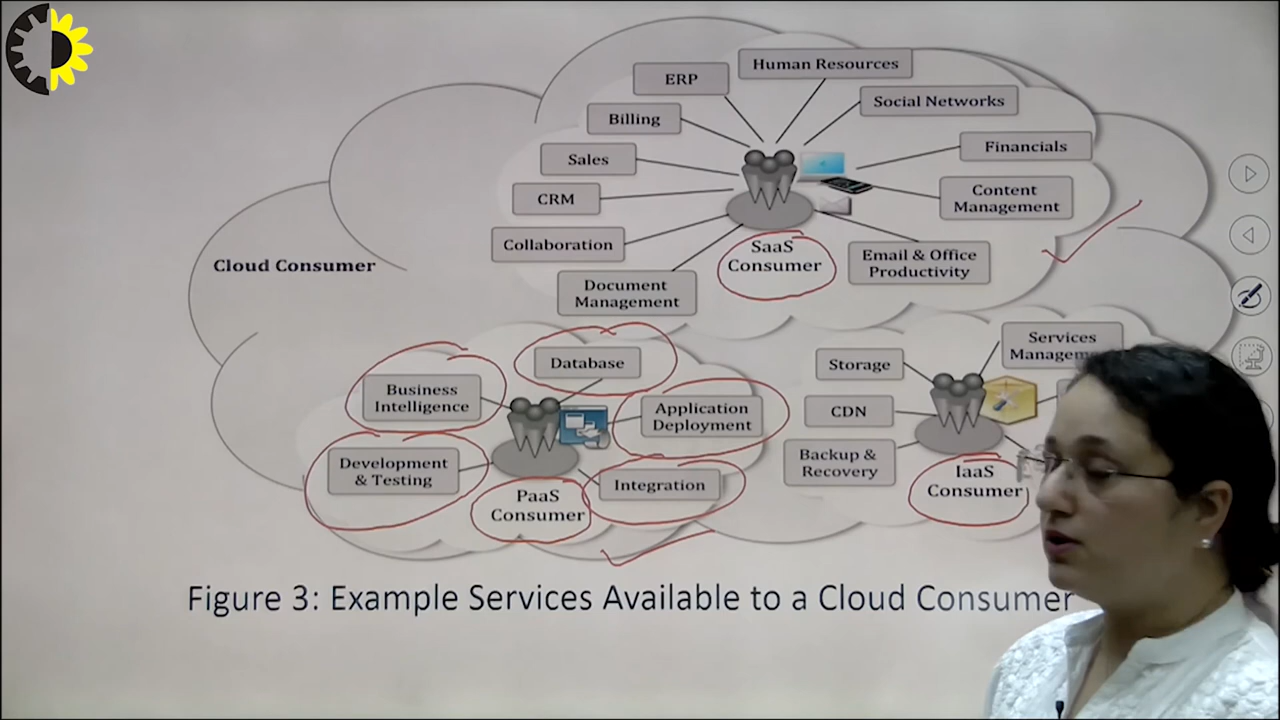 Human Resources
ERP
Social Networks
Billing
Financials
Sales
Content
Management
CRM
Collaboration
SaaS
Consumer
Email & Office
Productivity
Document
Management
Cloud Consumer
Database
Business
Intelligence
Application
Deployment
Development
& Testing
Integration
PaaS
Consumer
Services
Storage
CDN
Backup &
Recovery
IaaS
Consumer
Figure 3: Example Services Available to a Cloud Consumer